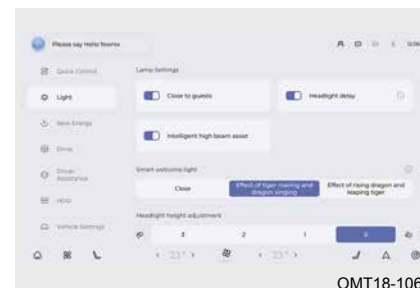 Please say Hello Nowra
Quick Control
Lamp Settings
Close to guests
Headlight delay
Light
New Energy
Intelligent high beam assist
Drive
Driver Assistance
Smart welcome light
Close
Effect of tiger roaring and dragon singing
Effect of rising dragon and leaping tiger
HUD
Headlight height adjustment
Vehicle Settings
3
2
1
0
OMT18-106